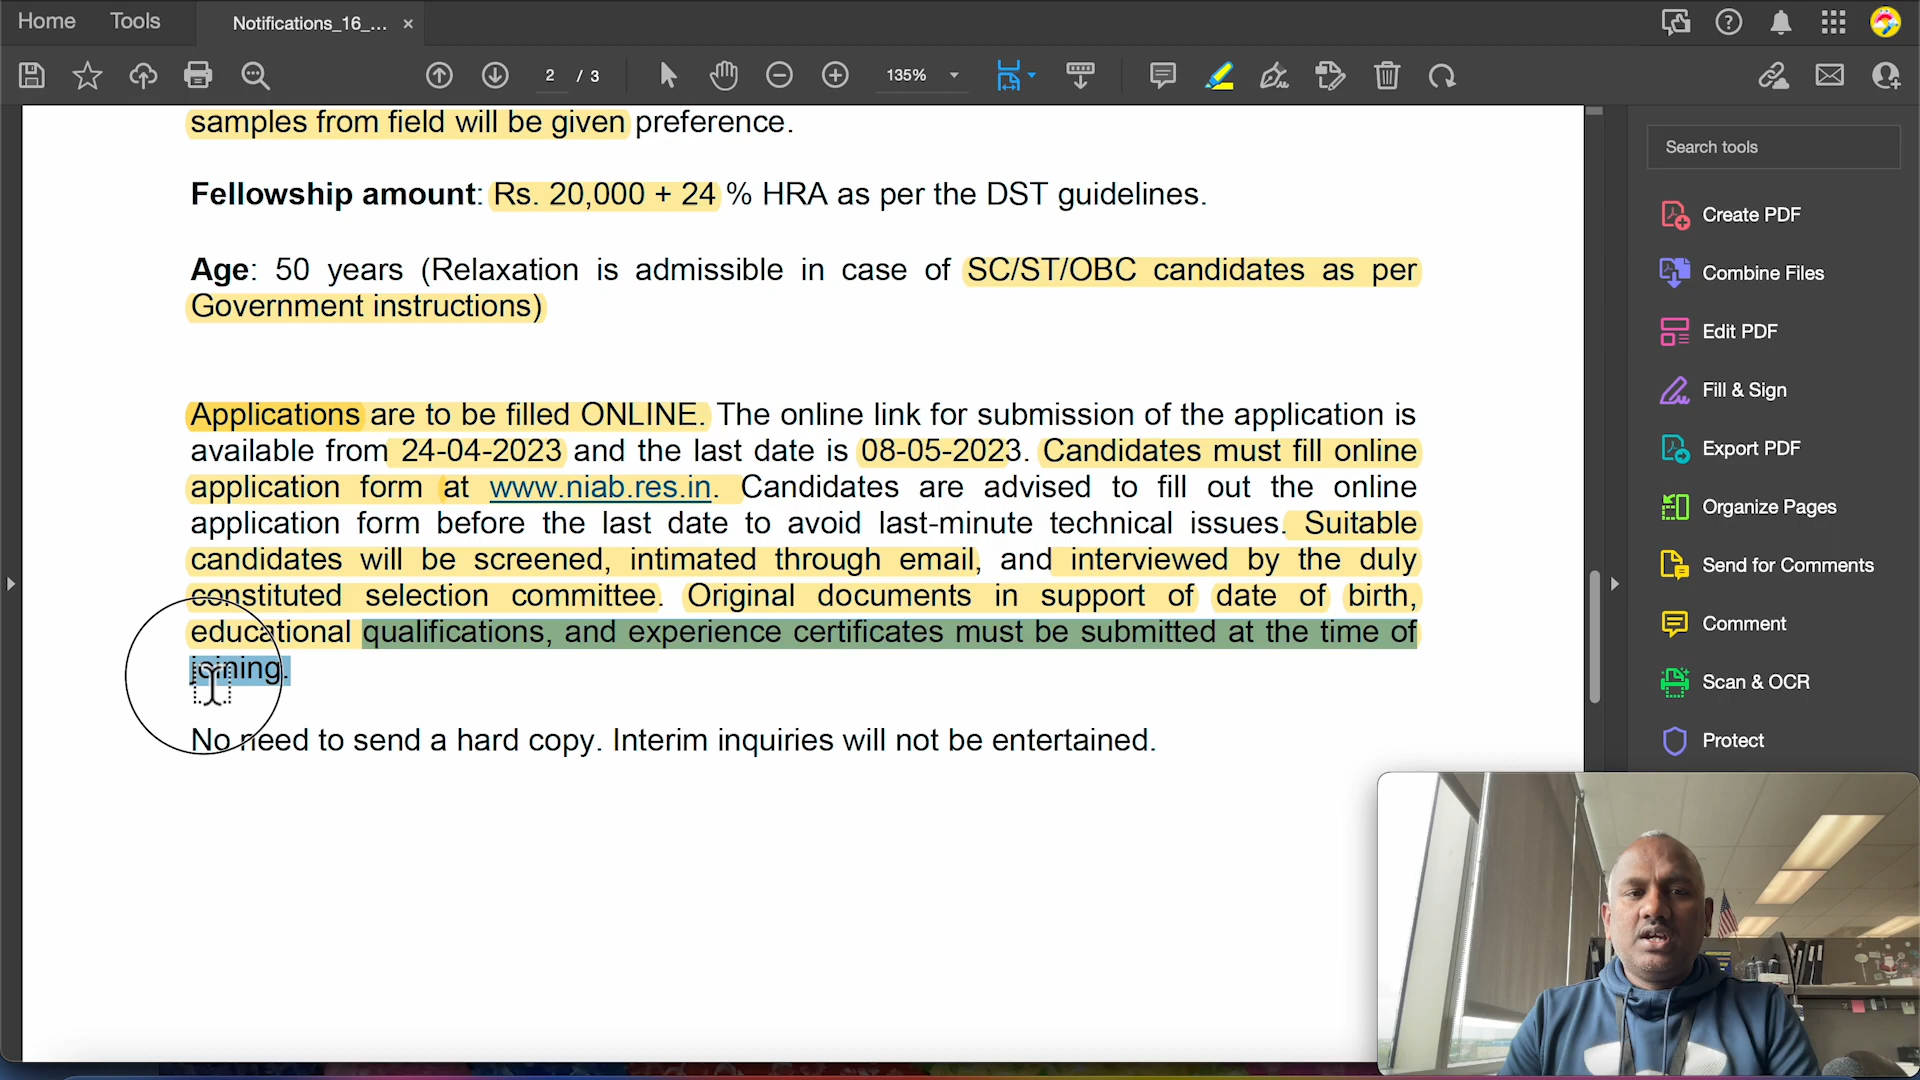 Home Tools Notifications_16_... ×
2 / 3 135%
samples from field will be given preference.
Fellowship amount: Rs. 20,000 + 24 % HRA as per the DST guidelines.
Age: 50 years (Relaxation is admissible in case of SC/ST/OBC candidates as per
Government instructions)
Applications are to be filled ONLINE. The online link for submission of the application is
available from 24-04-2023 and the last date is 08-05-2023. Candidates must fill online
application form at www.niab.res.in. Candidates are advised to fill out the online
application form before the last date to avoid last-minute technical issues. Suitable
candidates will be screened, intimated through email, and interviewed by the duly
constituted selection committee. Original documents in support of date of birth,
educational qualifications, and experience certificates must be submitted at the time of
joining.
No need to send a hard copy. Interim inquiries will not be entertained.
Search tools
Create PDF
Combine Files
Edit PDF
Fill & Sign
Export PDF
Organize Pages
Send for Comments
Comment
Scan & OCR
Protect